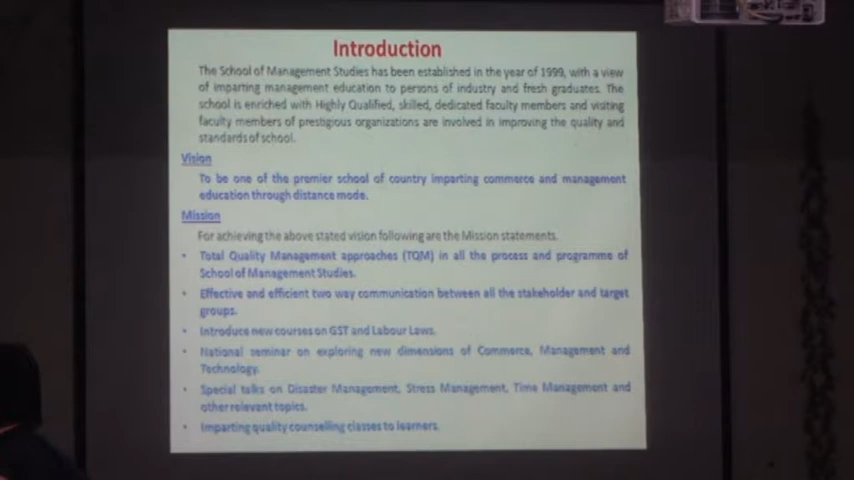 Introduction
The School of Management Studies has been established in the year of 1999, with a view
of imparting management education to persons of industry and fresh graduates. The
school is enriched with Highly Qualified, skilled, dedicated faculty members and visiting
faculty members of prestigious organizations are involved in improving the quality and
standards of school.
Vision
To be one of the premier school of country imparting commerce and management
education through distance mode.
Mission
For achieving the above stated vision following are the Mission statements.
• Total Quality Management approaches (TQM) in all the process and programme of
School of Management Studies.
• Effective and efficient two way communication between all the stakeholder and target
groups.
• Introduce new courses on GST and Labour Laws.
• National seminar on exploring new dimensions of Commerce, Management and
Technology.
• Special talks on Disaster Management, Stress Management, Time Management and
other relevant topics.
• Imparting quality counselling classes to learners.